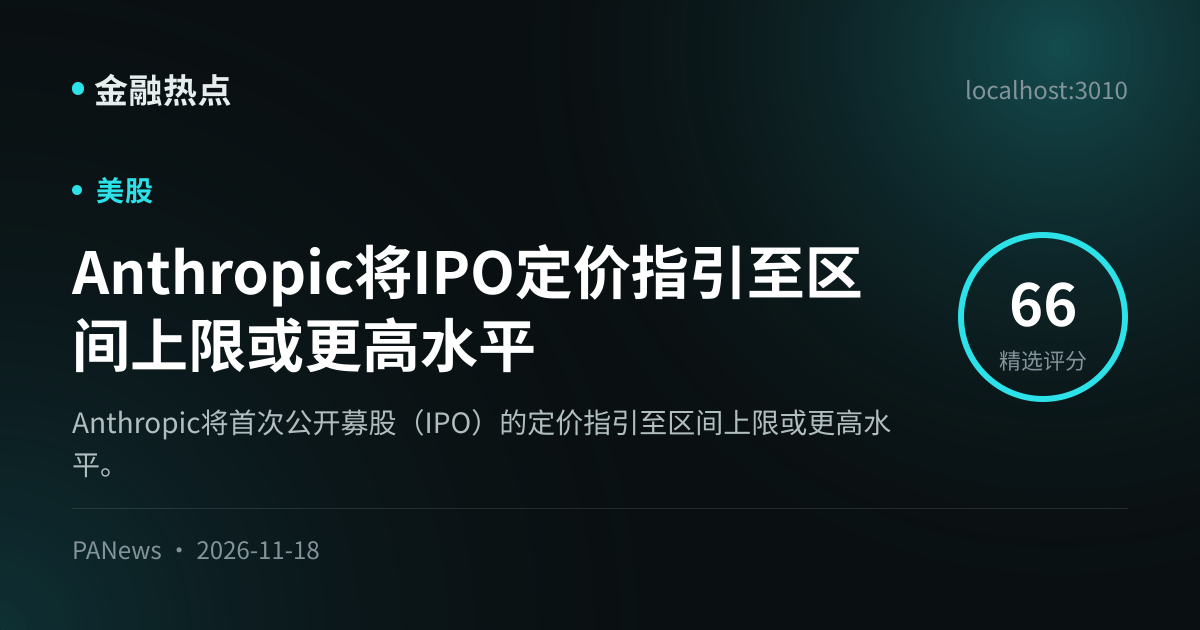 金融热点
localhost:3010
美股
Anthropic将IPO定价指引至区
间上限或更高水平
66
精选评分
Anthropic将首次公开募股（IPO）的定价指引至区间上限或更高水
平。
PANews • 2026-11-18